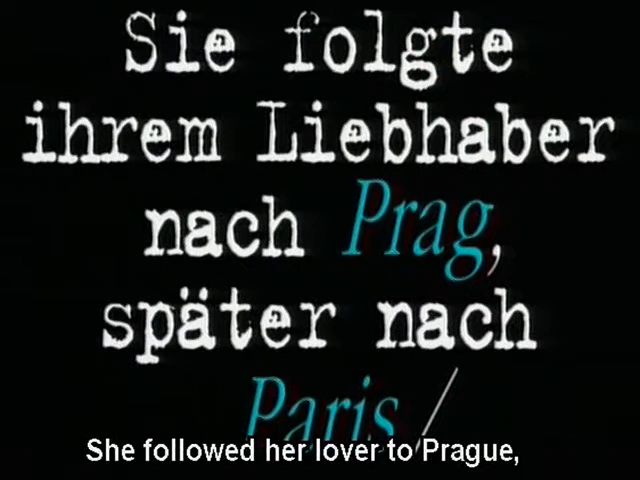 Sie folgte
ihrem Liebhaber
nach Prag,
später nach
Paris/
She followed her lover to Prague,